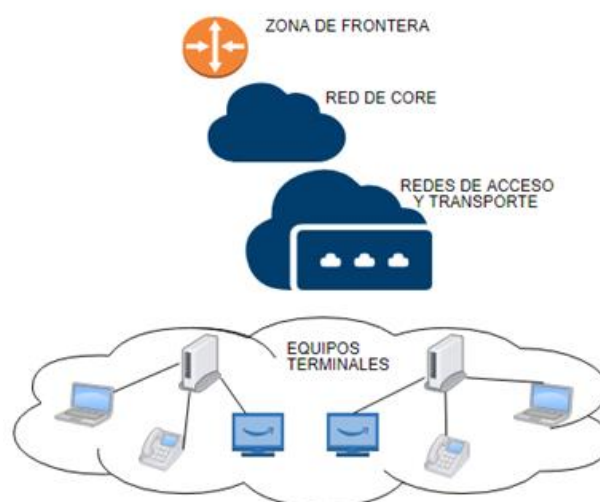 ZONA DE FRONTERA
RED DE CORE
REDES DE ACCESO
Y TRANSPORTE
EQUIPOS
TERMINALES